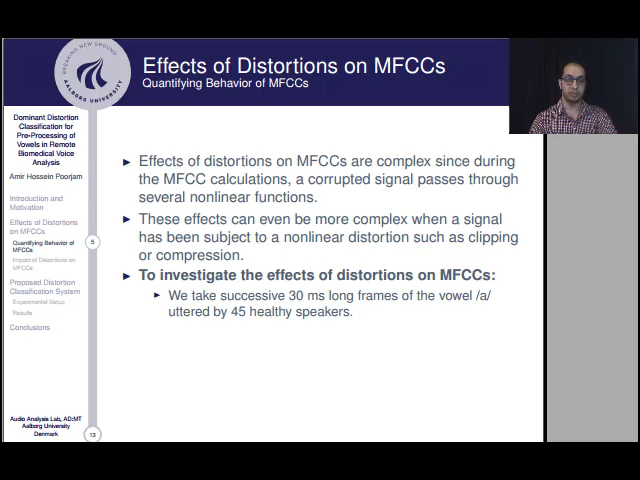 BREAKING NEW GROUND
AALBORG UNIVERSITY
Effects of Distortions on MFCCs
Quantifying Behavior of MFCCs
Dominant Distortion
Classification for
Pre-Processing of
Vowels in Remote
Biomedical Voice
Analysis
Amir Hossein Poorjam
Introduction and
Motivation
Effects of Distortions
on MFCCs
Quantifying Behavior of
MFCCs
Impact of Distortions on
MFCCs
Proposed Distortion
Classification System
Experimental Setup
Results
Conclusions
5
Effects of distortions on MFCCs are complex since during
the MFCC calculations, a corrupted signal passes through
several nonlinear functions.
These effects can even be more complex when a signal
has been subject to a nonlinear distortion such as clipping
or compression.
To investigate the effects of distortions on MFCCs:
We take successive 30 ms long frames of the vowel /a/
uttered by 45 healthy speakers.
Audio Analysis Lab, AD:MT
Aalborg University
Denmark
13